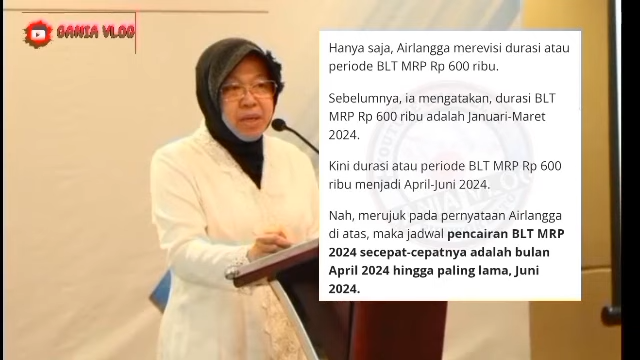 GANIA VLOG
Hanya saja, Airlangga merevisi durasi atau
periode BLT MRP Rp 600 ribu.
Sebelumnya, ia mengatakan, durasi BLT
MRP Rp 600 ribu adalah Januari-Maret
2024.
Kini durasi atau periode BLT MRP Rp 600
ribu menjadi April-Juni 2024.
Nah, merujuk pada pernyataan Airlangga
di atas, maka jadwal pencairan BLT MRP
2024 secepat-cepatnya adalah bulan
April 2024 hingga paling lama, Juni
2024.